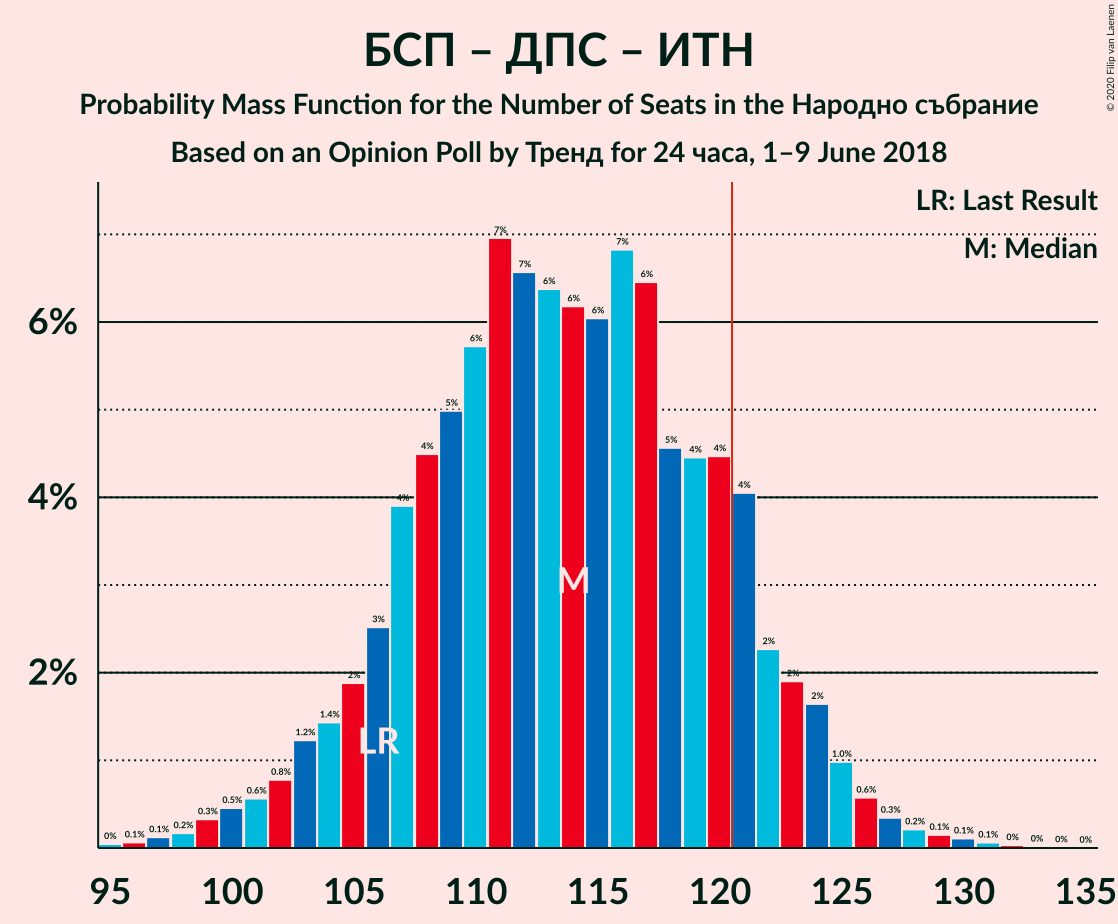 БСП – ДПС – ИТН
Probability Mass Function for the Number of Seats in the Народно събрание
Based on an Opinion Poll by Тренд for 24 часа, 1–9 June 2018
© 2020 Filip van Laenen
LR: Last Result
M: Median
6%
4%
2%
0% 0.1% 0.1% 0.2% 0.3% 0.5% 0.6% 0.8% 1.2% 1.4% 2% 3% 4% 4% 5% 6% 7% 7% 6% 6% 6% 7% 6% 5% 4% 4% 4% 2% 2% 2% 1.0% 0.6% 0.3% 0.2% 0.1% 0.1% 0.1% 0% 0% 0% 0%
M
LR
95 100 105 110 115 120 125 130 135